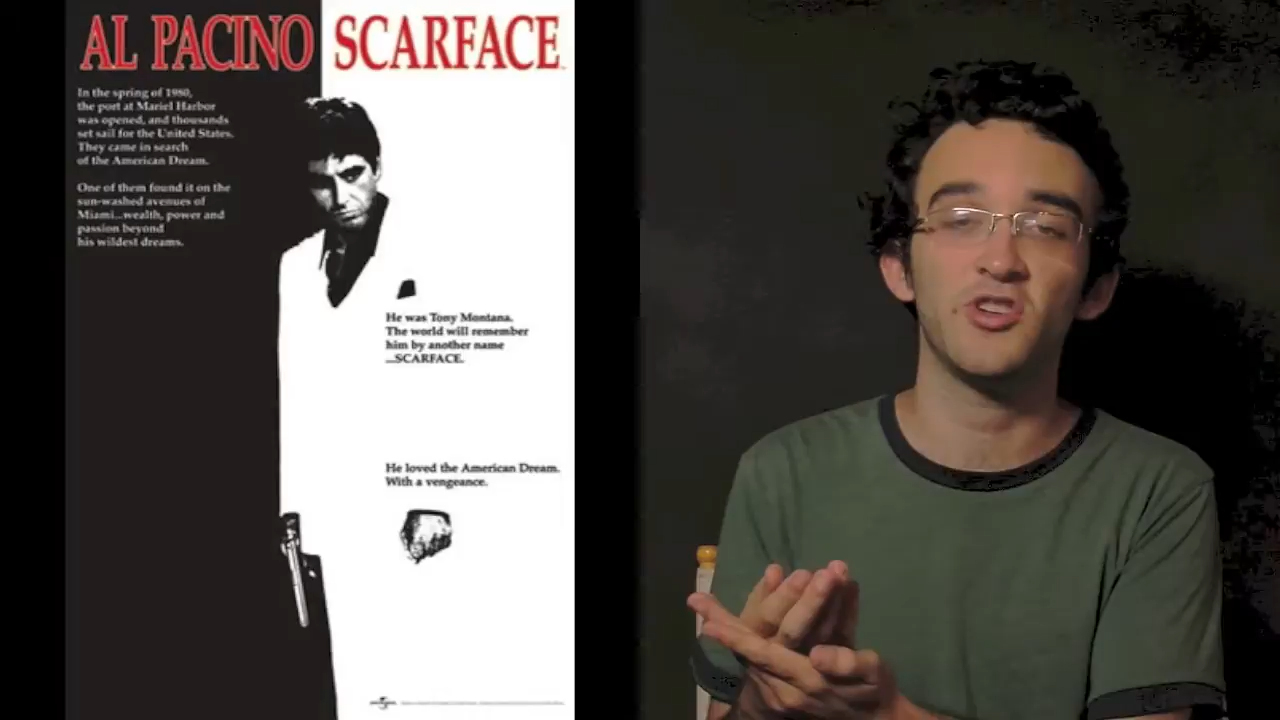 AL PACINO SCARFACE
In the spring of 1980,
the port at Mariel Harbor
was opened, and thousands
set sail for the United States.
They came in search
of the American Dream.
One of them found it on the
sun-washed avenues of
Miami...wealth, power and
passion beyond
his wildest dreams.
He was Tony Montana.
The world will remember
him by another name
...SCARFACE.
He loved the American Dream.
With a vengeance.